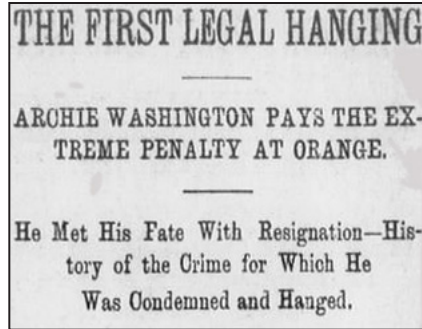 THE FIRST LEGAL HANGING
ARCHIE WASHINGTON PAYS THE EX-
TREME PENALTY AT ORANGE.
He Met His Fate With Resignation—His-
tory of the Crime for Which He
Was Condemned and Hanged.